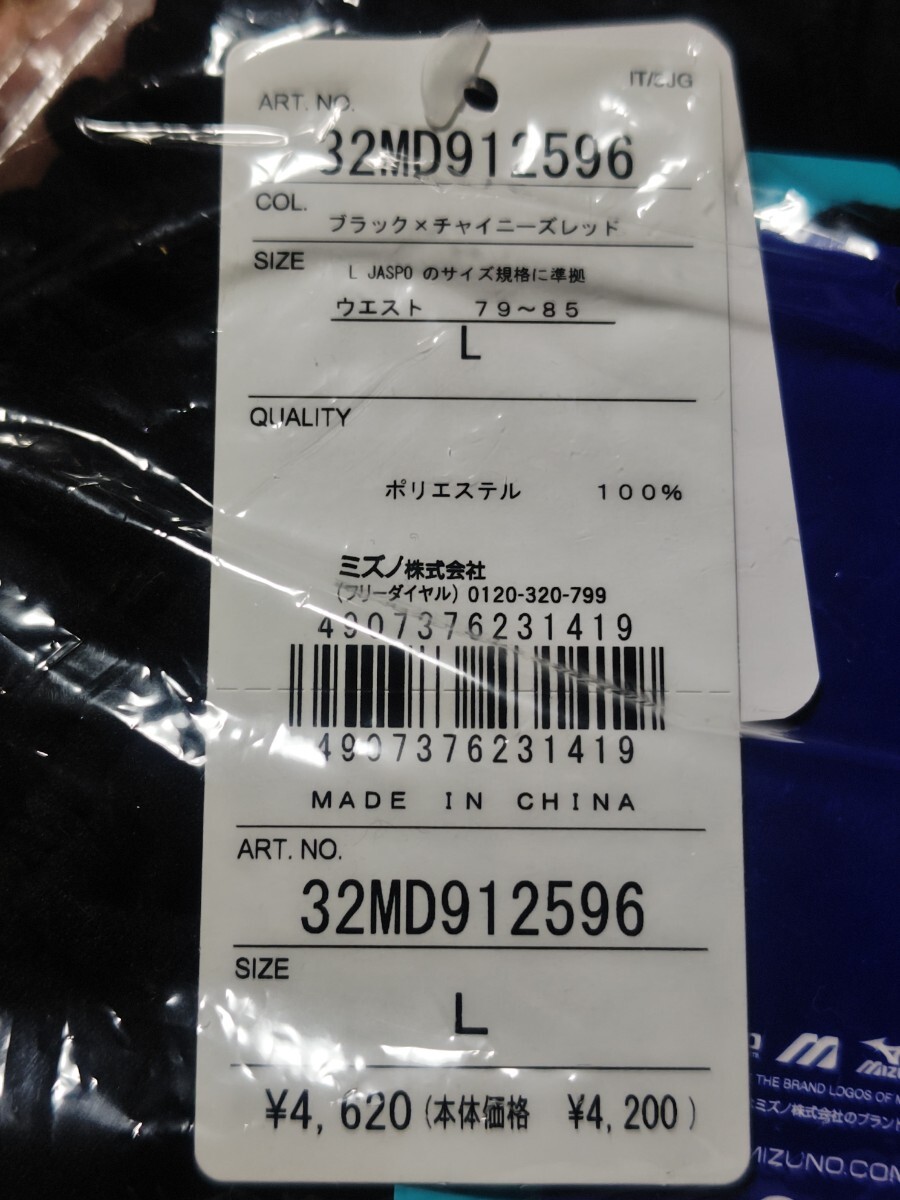 ART. NO.
32MD912596
COL.
ブラック×チャイニーズレッド
SIZE
L JASPO のサイズ規格に準拠
ウエスト 79~85
L
QUALITY
ポリエステル 100%
ミズノ株式会社
(フリーダイヤル) 0120-320-799
4907376231419
4907376231419
MADE IN CHINA
ART. NO.
32MD912596
SIZE
L
¥4,620(本体価格 ¥4,200)
THE BRAND LOGOS OF
ミズノ株式会社のブランド
MIZUNO.COM